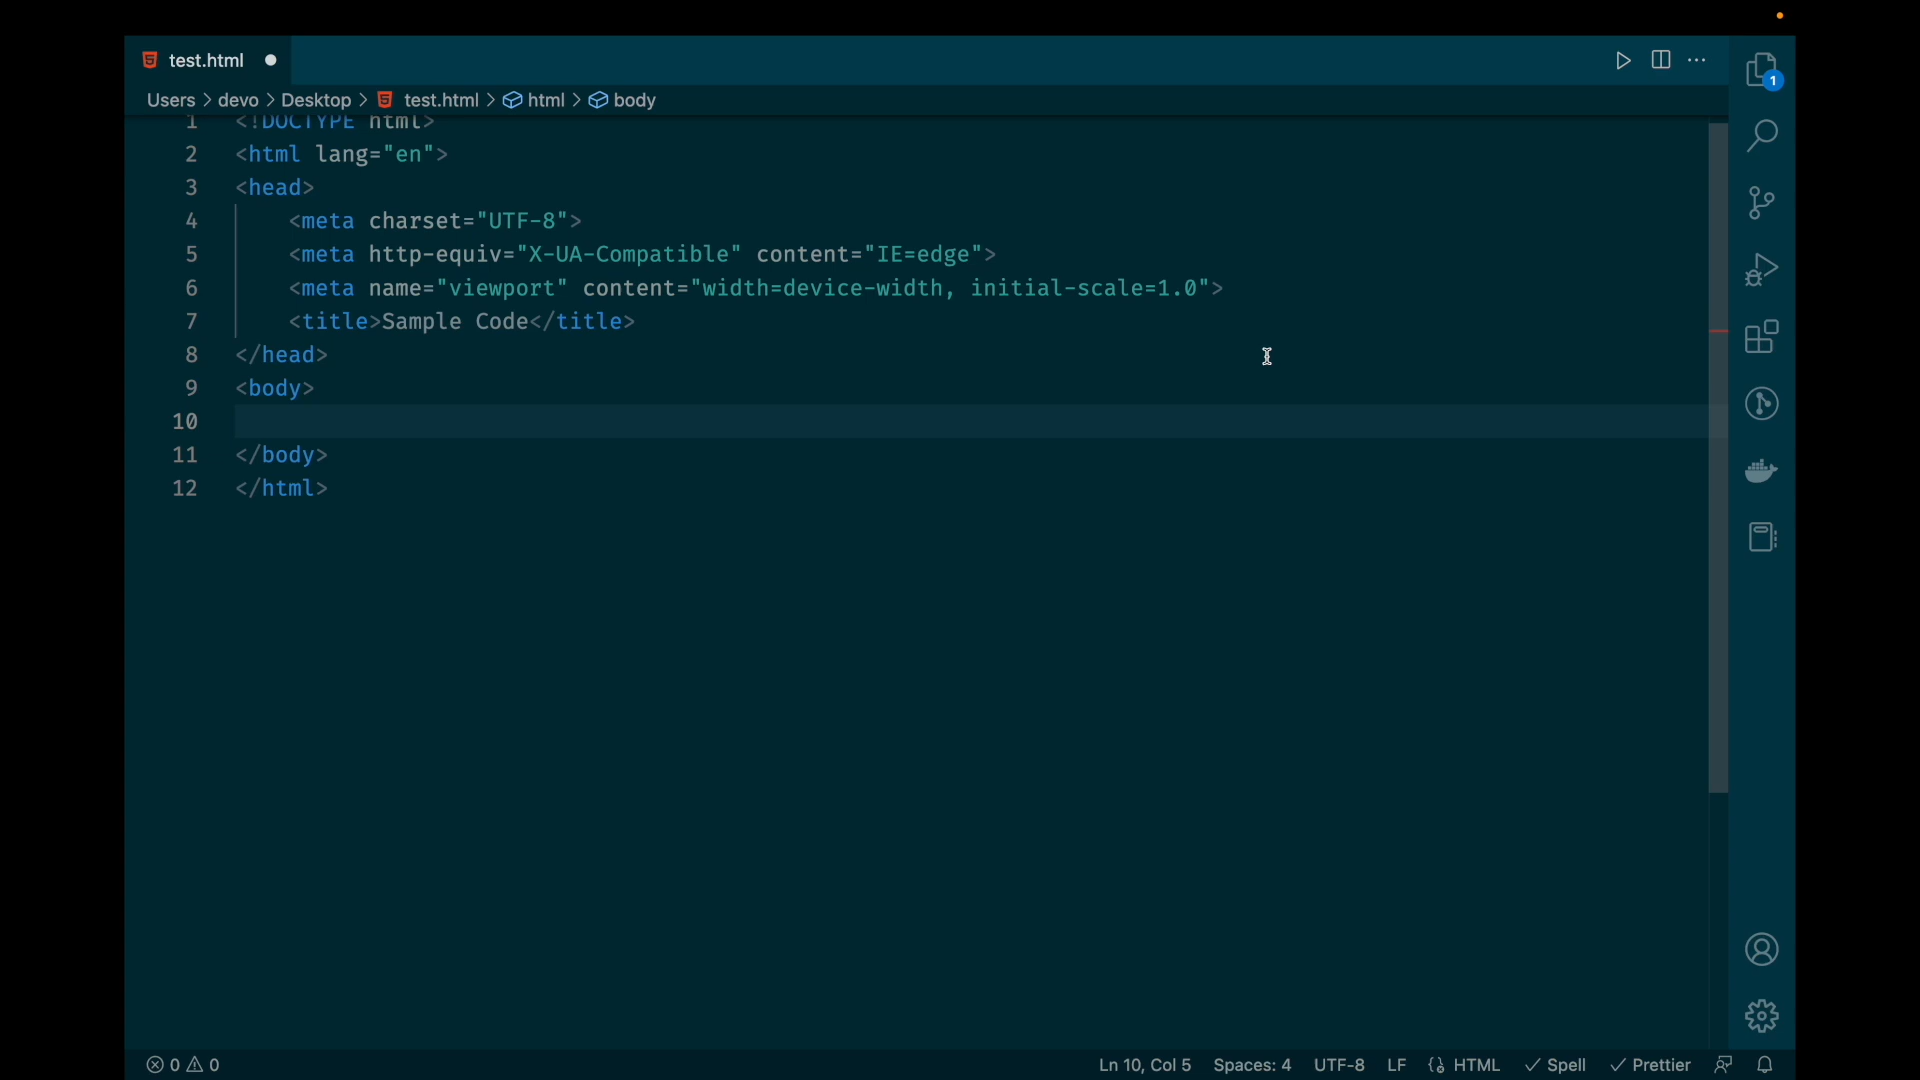 test.html
Users > devo > Desktop > test.html > html > body
1 <!DOCTYPE html>
2 <html lang="en">
3 <head>
4 <meta charset="UTF-8">
5 <meta http-equiv="X-UA-Compatible" content="IE=edge">
6 <meta name="viewport" content="width=device-width, initial-scale=1.0">
7 <title>Sample Code</title>
8 </head>
9 <body>
10
11 </body>
12 </html>
1
0 0 Ln 10, Col 5 Spaces: 4 UTF-8 LF HTML Spell Prettier